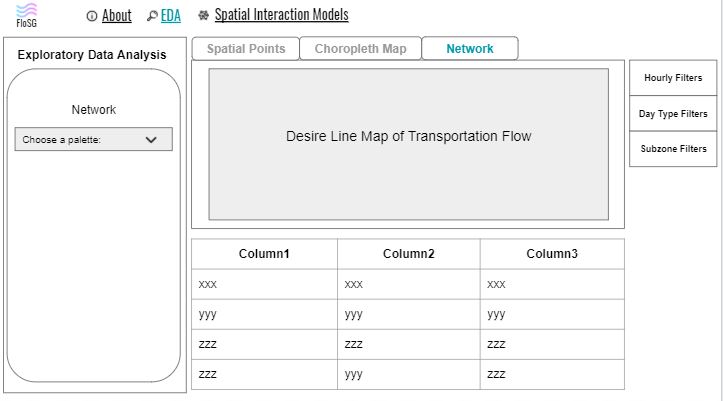 FloSG
About
EDA
Spatial Interaction Models
Exploratory Data Analysis
Network
Choose a palette:
Spatial Points
Choropleth Map
Network
Desire Line Map of Transportation Flow
Hourly Filters
Day Type Filters
Subzone Filters
Column1 Column2 Column3
xxx xxx xxx
yyy yyy yyy
zzz zzz zzz
zzz yyy zzz